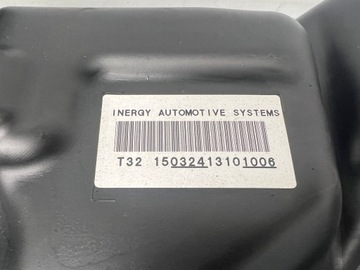 INERGY AUTOMOTIVE SYSTEMS
T32 15032413101006